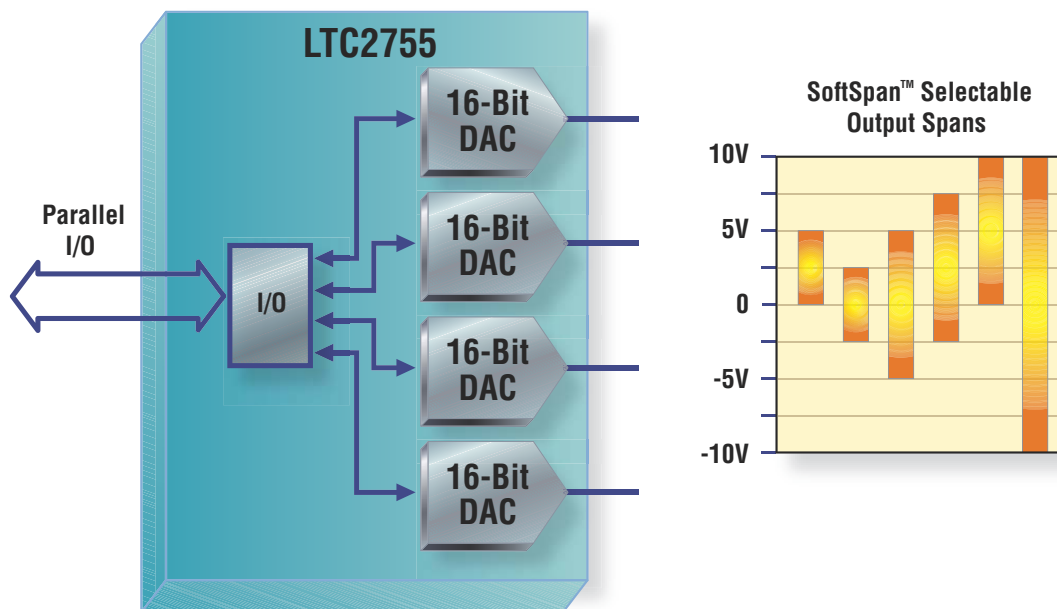 LTC2755
Parallel
I/O
I/O
16-Bit
DAC
16-Bit
DAC
16-Bit
DAC
16-Bit
DAC
SoftSpan™ Selectable
Output Spans
10V
5V
0
-5V
-10V